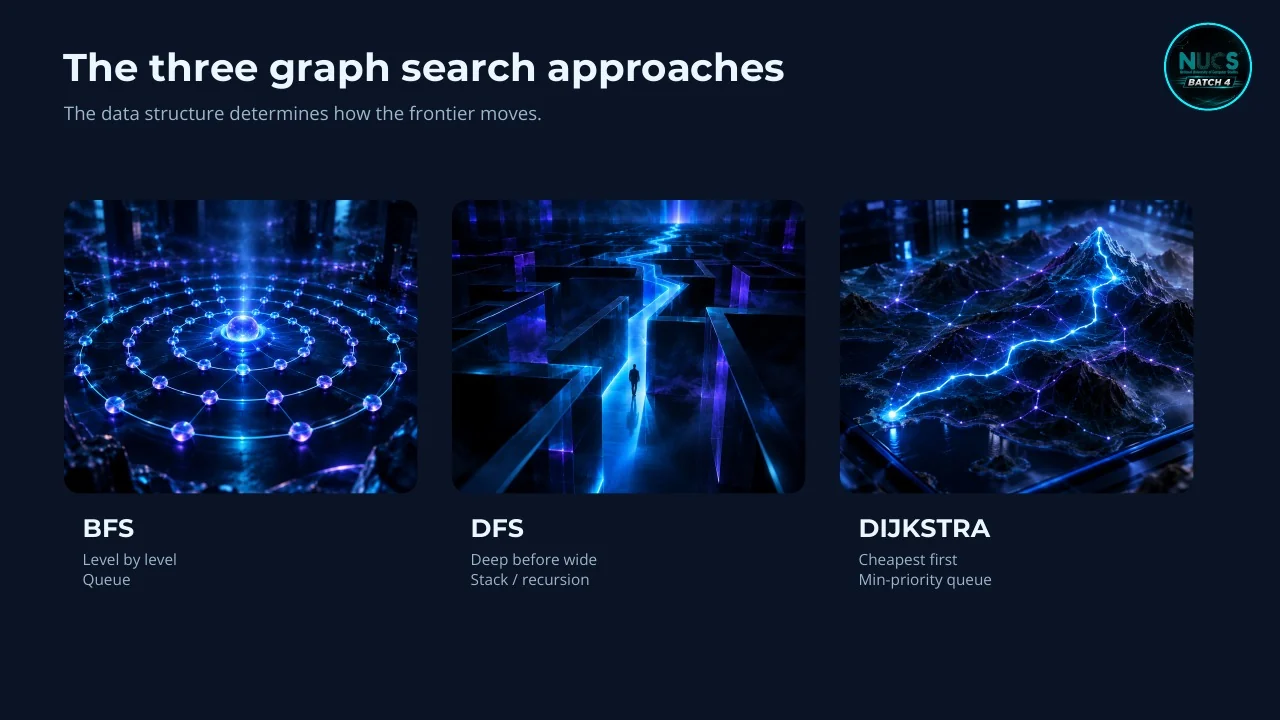 The three graph search approaches
The data structure determines how the frontier moves.
NUCS
BATCH 4
BFS
Level by level
Queue
DFS
Deep before wide
Stack / recursion
DIJKSTRA
Cheapest first
Min-priority queue